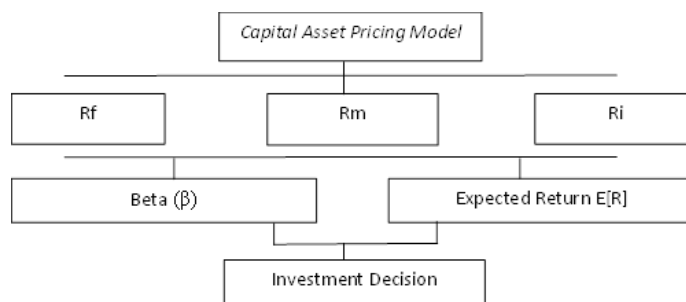 Capital Asset Pricing Model
Rf
Rm
Ri
Beta (β)
Expected Return E[R]
Investment Decision